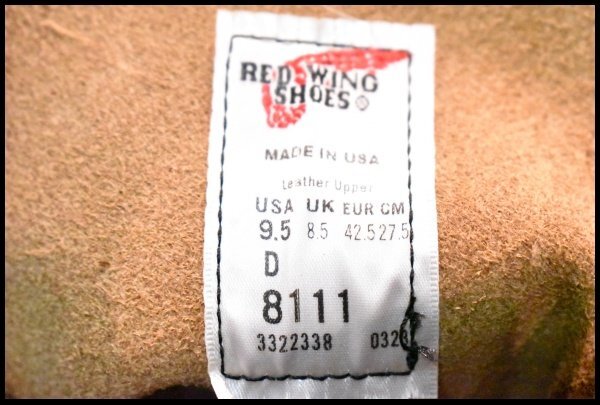 RED WING
SHOES
MADE IN USA
Leather Upper
USA UK EUR CM
9.5 8.5 42.5 27.5
D
8111
3322338